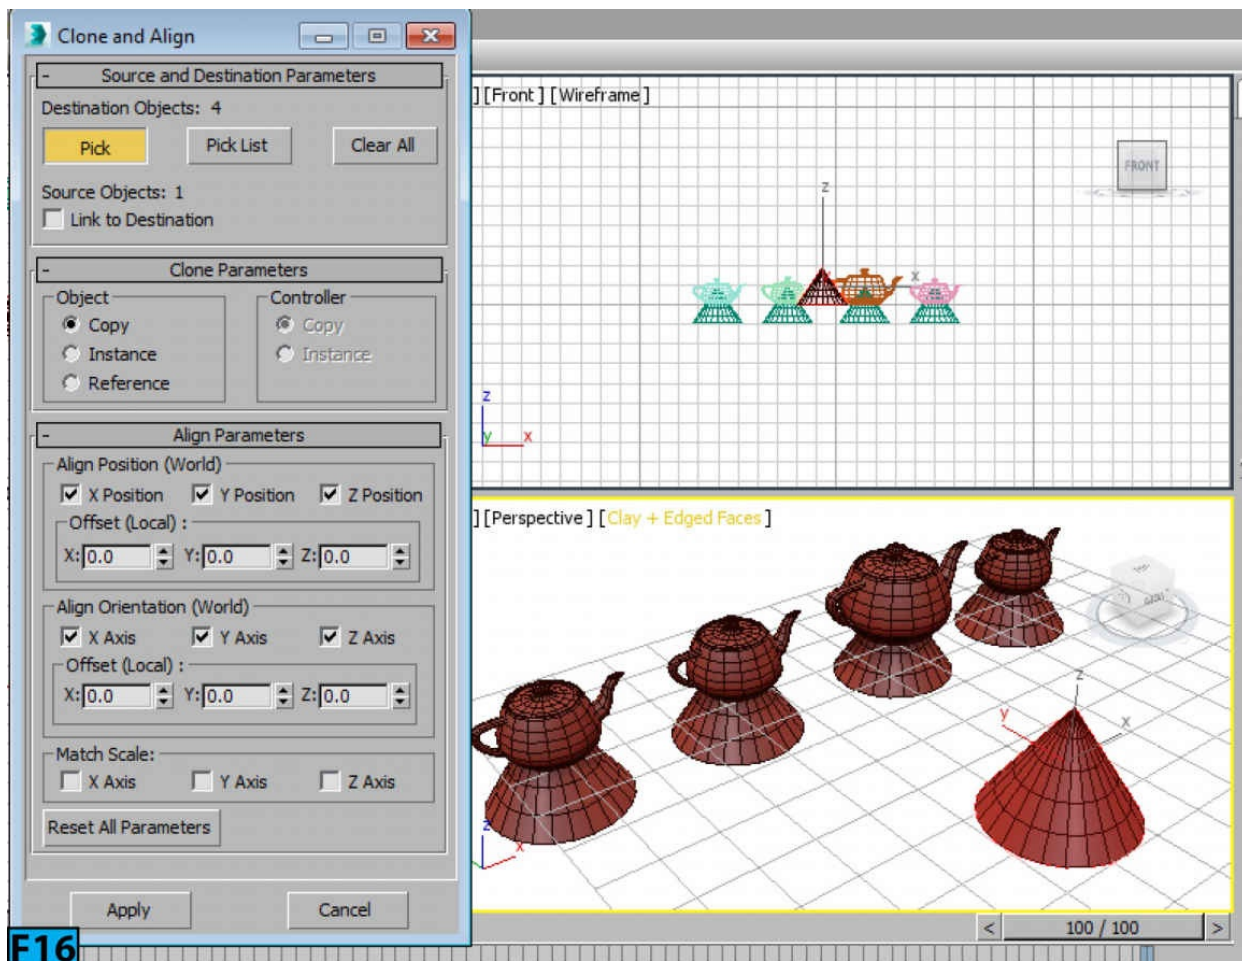 Clone and Align
- Source and Destination Parameters
Destination Objects: 4
Pick Pick List Clear All
Source Objects: 1
Link to Destination
- Clone Parameters
Object Controller
Copy Copy
Instance Instance
Reference
- Align Parameters
Align Position (World)
X Position Y Position Z Position
Offset (Local) :
X: 0.0 Y: 0.0 Z: 0.0
Align Orientation (World)
X Axis Y Axis Z Axis
Offset (Local) :
X: 0.0 Y: 0.0 Z: 0.0
Match Scale:
X Axis Y Axis Z Axis
Reset All Parameters
Apply Cancel
F16
] [Front ] [Wireframe ]
FRONT
z
x
z
y x
] [Perspective ] [Clay + Edged Faces ]
z
y x
z
x
< 100 / 100 >